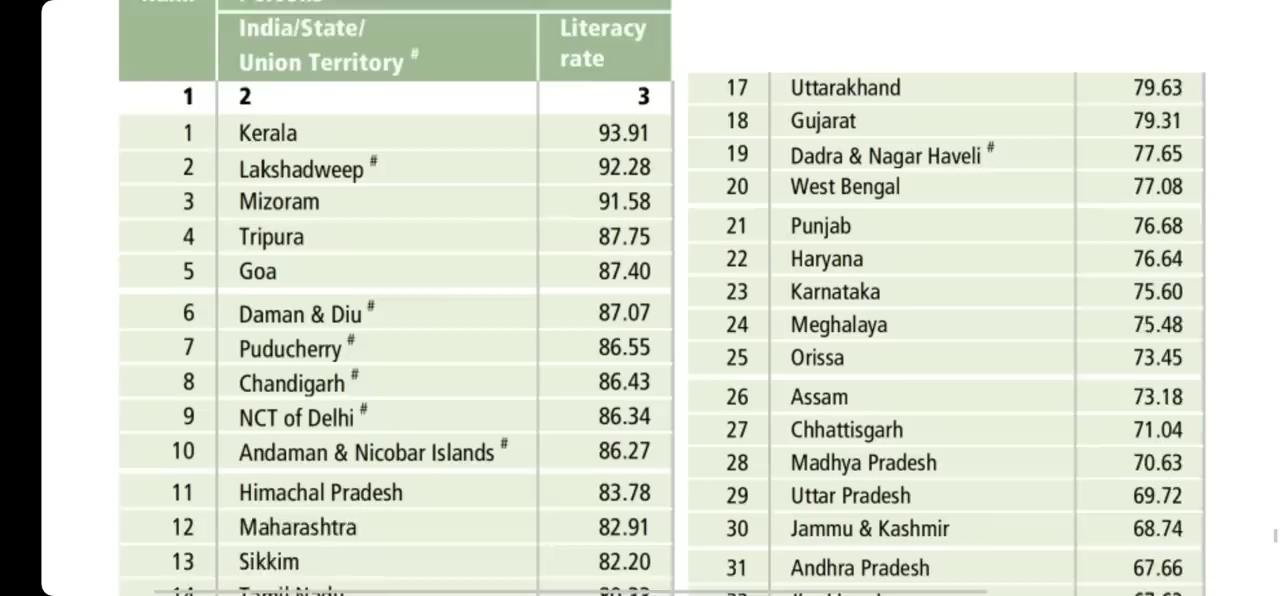 India/State/
Union Territory #
Literacy
rate
1 2 3
1 Kerala 93.91
2 Lakshadweep # 92.28
3 Mizoram 91.58
4 Tripura 87.75
5 Goa 87.40
6 Daman & Diu # 87.07
7 Puducherry # 86.55
8 Chandigarh # 86.43
9 NCT of Delhi # 86.34
10 Andaman & Nicobar Islands # 86.27
11 Himachal Pradesh 83.78
12 Maharashtra 82.91
13 Sikkim 82.20
17 Uttarakhand 79.63
18 Gujarat 79.31
19 Dadra & Nagar Haveli # 77.65
20 West Bengal 77.08
21 Punjab 76.68
22 Haryana 76.64
23 Karnataka 75.60
24 Meghalaya 75.48
25 Orissa 73.45
26 Assam 73.18
27 Chhattisgarh 71.04
28 Madhya Pradesh 70.63
29 Uttar Pradesh 69.72
30 Jammu & Kashmir 68.74
31 Andhra Pradesh 67.66